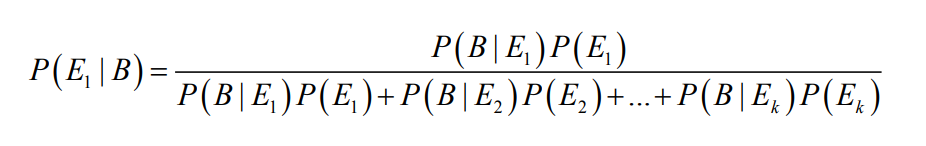 P(E₁ | B) = P(B | E₁)P(E₁) / P(B | E₁)P(E₁)+P(B | E₂)P(E₂)+...+P(B | Eₖ)P(Eₖ)